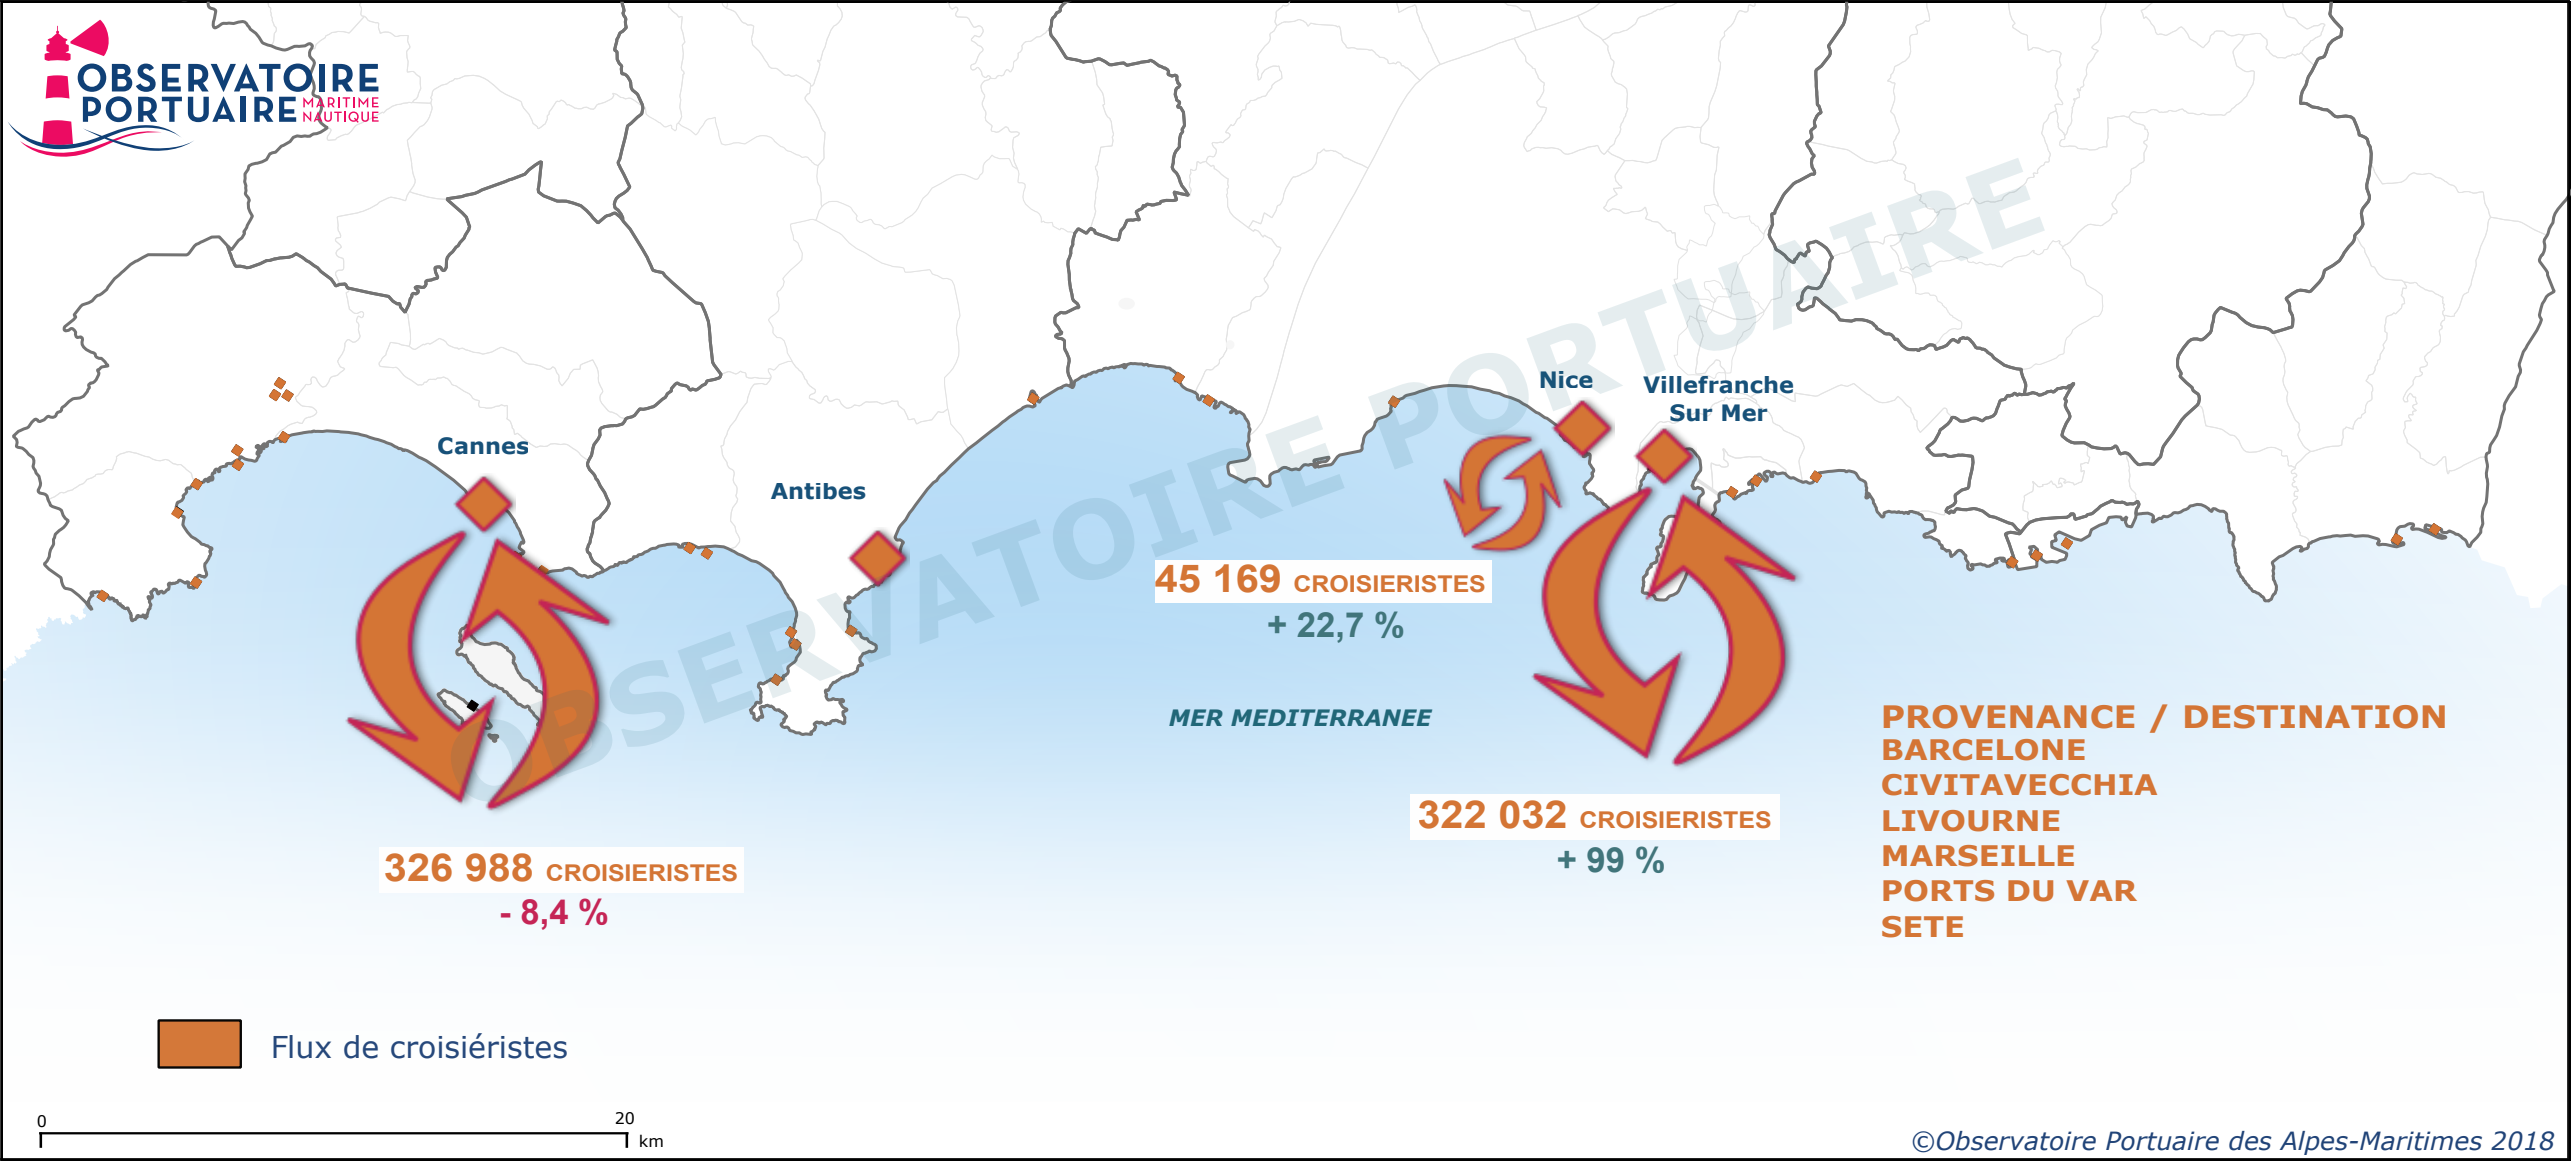 OBSERVATOIRE
PORTUAIRE MARITIME NAUTIQUE
Nice
Villefranche
Sur Mer
Cannes
Antibes
OBSERVATOIRE PORTUAIRE
45 169 CROISIERISTES
+ 22,7 %
MER MEDITERRANEE
PROVENANCE / DESTINATION
BARCELONE
CIVITAVECCHIA
LIVOURNE
MARSEILLE
PORTS DU VAR
SETE
322 032 CROISIERISTES
+ 99 %
326 988 CROISIERISTES
- 8,4 %
Flux de croisiéristes
0 20 km
©Observatoire Portuaire des Alpes-Maritimes 2018